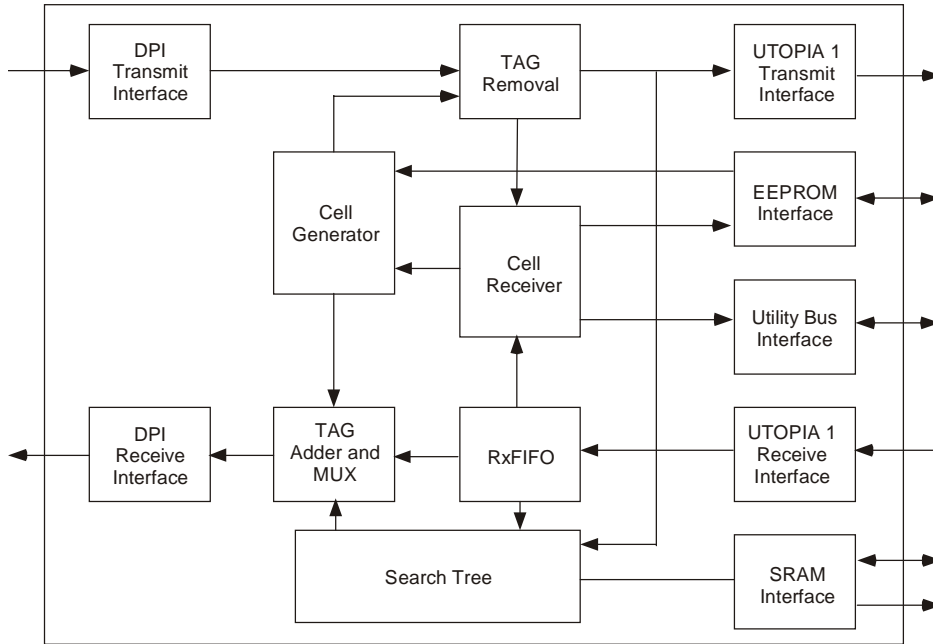 DPI
Transmit
Interface
TAG
Removal
UTOPIA 1
Transmit
Interface
Cell
Generator
Cell
Receiver
EEPROM
Interface
Utility Bus
Interface
DPI
Receive
Interface
TAG
Adder and
MUX
RxFIFO
UTOPIA 1
Receive
Interface
Search Tree
SRAM
Interface